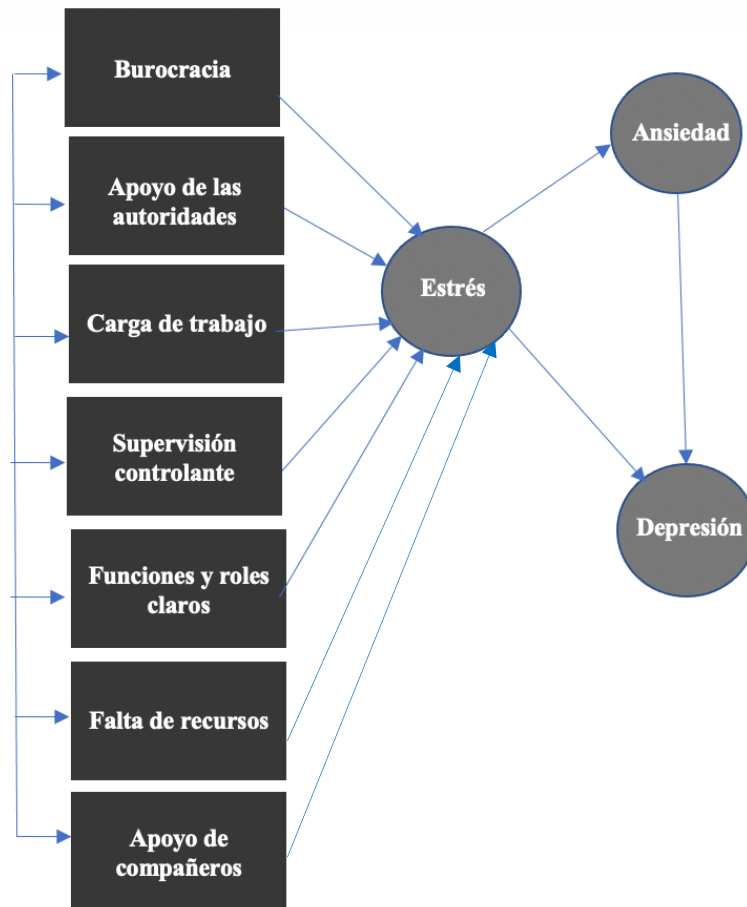 Burocracia
Ansiedad
Apoyo de las
autoridades
Estrés
Carga de trabajo
Supervisión
controlante
Funciones y roles
claros
Depresión
Falta de recursos
Apoyo de
compañeros